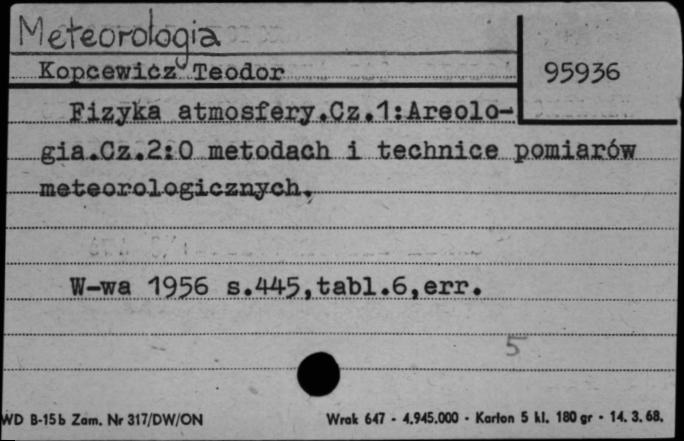 Meteorologia
Kopcewicz Teodor
95936
Fizyka atmosfery.Cz.1:Areolo-
gia.Cz.2:O metodach i technice pomiarów
meteorologicznych.
W-wa 1956 s.445,tabl.6,err.
5
WD B-15b Zam. Nr 317/DW/ON
Wrak 647 - 4.945.000 - Karton 5 kl. 180 gr - 14. 3. 68.